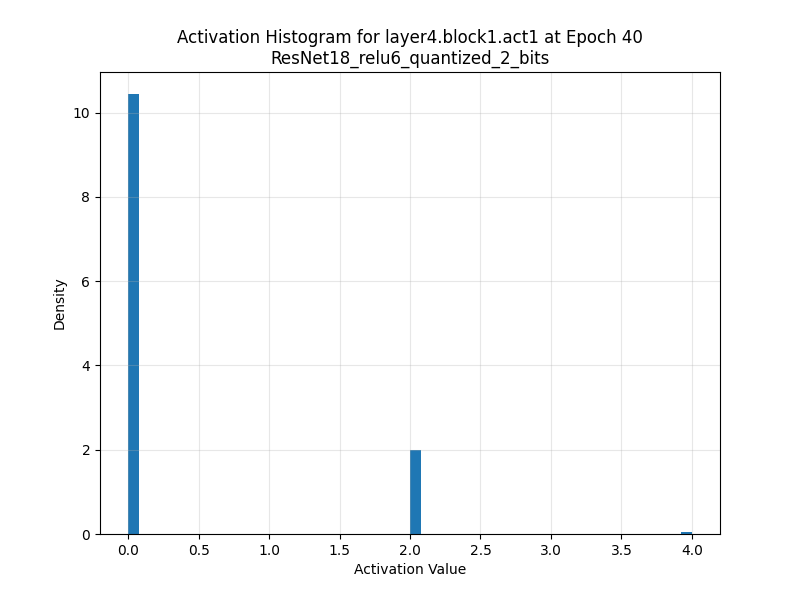 Activation Histogram for layer4.block1.act1 at Epoch 40
ResNet18_relu6_quantized_2_bits
10
8
6
4
2
0
Density
0.0 0.5 1.0 1.5 2.0 2.5 3.0 3.5 4.0
Activation Value